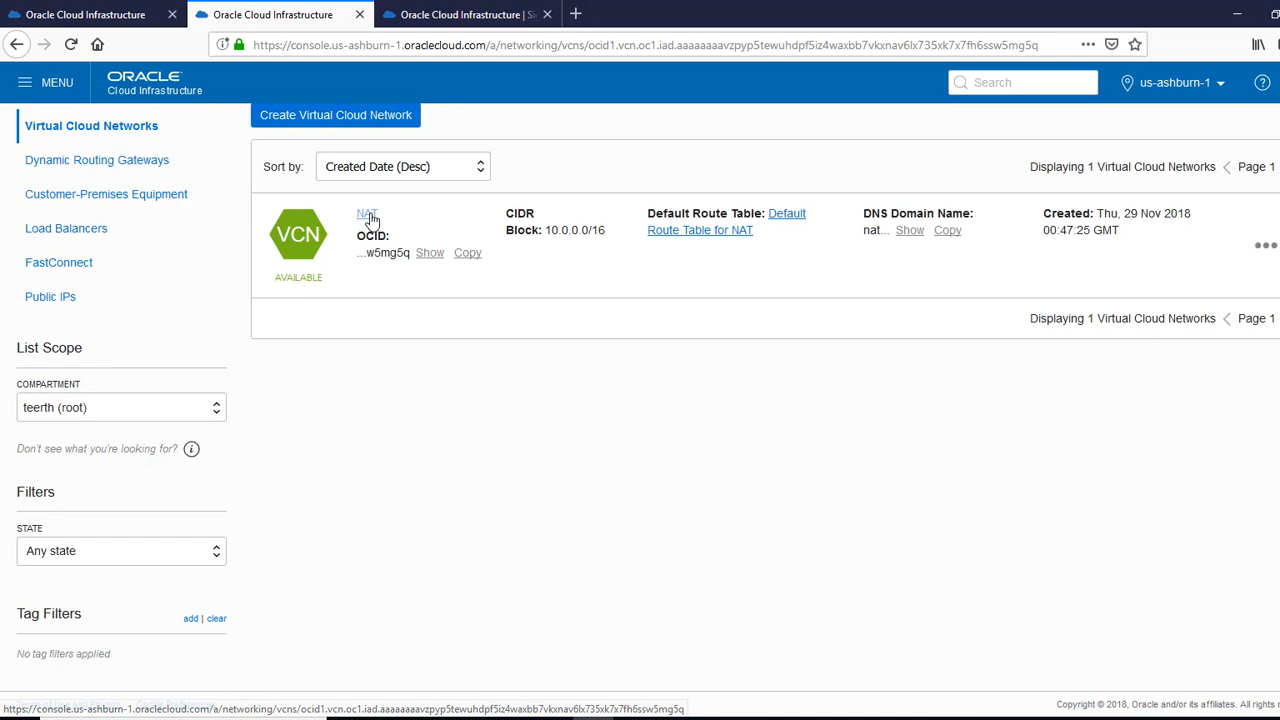 Oracle Cloud Infrastructure
Oracle Cloud Infrastructure
Oracle Cloud Infrastructure | Si
https://console.us-ashburn-1.oraclecloud.com/a/networking/vcns/ocid1.vcn.oc1.iad.aaaaaaaavzpyp5tewuhdpf5iz4waxbb7vkxnav6lx735xk7x7fh6ssw5mg5q
MENU
ORACLE
Cloud Infrastructure
Search
us-ashburn-1
Virtual Cloud Networks
Dynamic Routing Gateways
Customer-Premises Equipment
Load Balancers
FastConnect
Public IPs
List Scope
COMPARTMENT
teerth (root)
Don't see what you're looking for?
Filters
STATE
Any state
Tag Filters
add | clear
No tag filters applied
Create Virtual Cloud Network
Sort by:
Created Date (Desc)
Displaying 1 Virtual Cloud Networks
Page 1
VCN
AVAILABLE
NAT
OCID:
...w5mg5q Show Copy
CIDR
Block: 10.0.0.0/16
Default Route Table: Default
Route Table for NAT
DNS Domain Name:
nat... Show Copy
Created: Thu, 29 Nov 2018
00:47:25 GMT
Displaying 1 Virtual Cloud Networks
Page 1
https://console.us-ashburn-1.oraclecloud.com/a/networking/vcns/ocid1.vcn.oc1.iad.aaaaaaaavzpyp5tewuhdpf5iz4waxbb7vkxnav6lx735xk7x7fh6ssw5mg5q
Copyright © 2018, Oracle and/or its affiliates. All rights